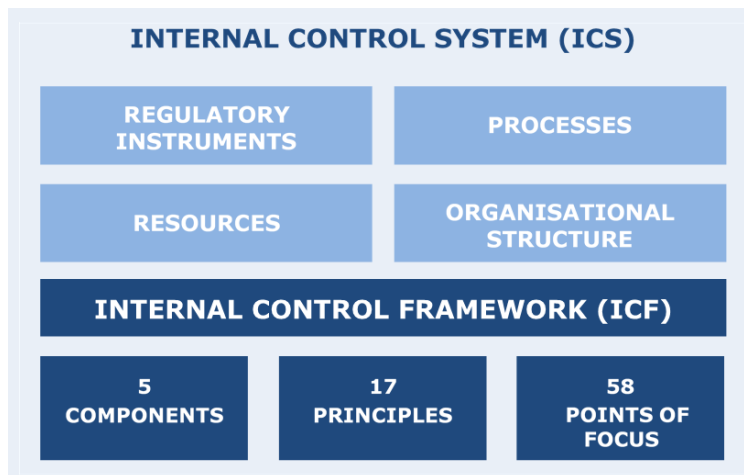 INTERNAL CONTROL SYSTEM (ICS)
REGULATORY
INSTRUMENTS
PROCESSES
RESOURCES
ORGANISATIONAL
STRUCTURE
INTERNAL CONTROL FRAMEWORK (ICF)
5
COMPONENTS
17
PRINCIPLES
58
POINTS OF
FOCUS